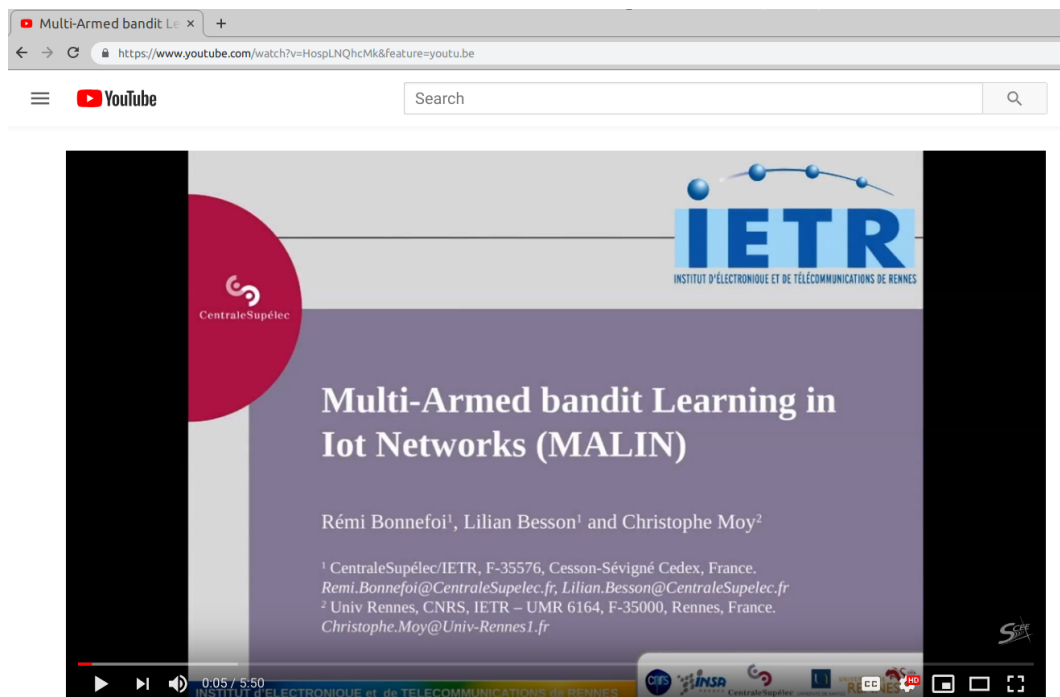 Multi-Armed bandit Le
https://www.youtube.com/watch?v=HospLNQhcMk&feature=youtu.be
YouTube
Search
IETR
INSTITUT D'ÉLECTRONIQUE ET DE TÉLÉCOMMUNICATIONS DE RENNES
CentraleSupélec
Multi-Armed bandit Learning in
Iot Networks (MALIN)
Rémi Bonnefoi¹, Lilian Besson¹ and Christophe Moy²
¹ CentraleSupélec/IETR, F-35576, Cesson-Sévigné Cedex, France.
Remi.Bonnefoi@CentraleSupelec.fr, Lilian.Besson@CentraleSupelec.fr
² Univ Rennes, CNRS, IETR – UMR 6164, F-35000, Rennes, France.
Christophe.Moy@Univ-Rennes1.fr
SCEE
0:05 / 5:50
CC
HD
INSTITUT d'ELECTRONIQUE et de TELECOMMUNICATIONS de RENNES
cnrs
INSA
CentraleSupélec